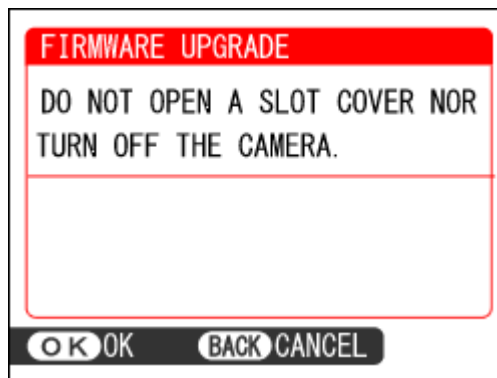 FIRMWARE UPGRADE
DO NOT OPEN A SLOT COVER NOR
TURN OFF THE CAMERA.
OK OK BACK CANCEL